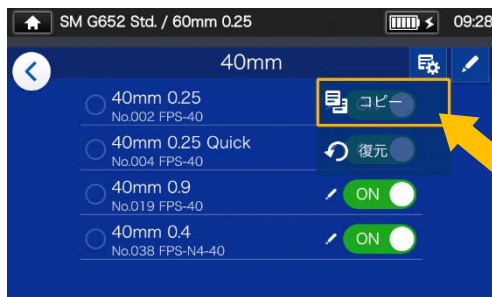 SM G652 Std. / 60mm 0.25 09:28
40mm
40mm 0.25
No.002 FPS-40
コピー
40mm 0.25 Quick
No.004 FPS-40
復元
40mm 0.9
No.019 FPS-40
ON
40mm 0.4
No.038 FPS-N4-40
ON